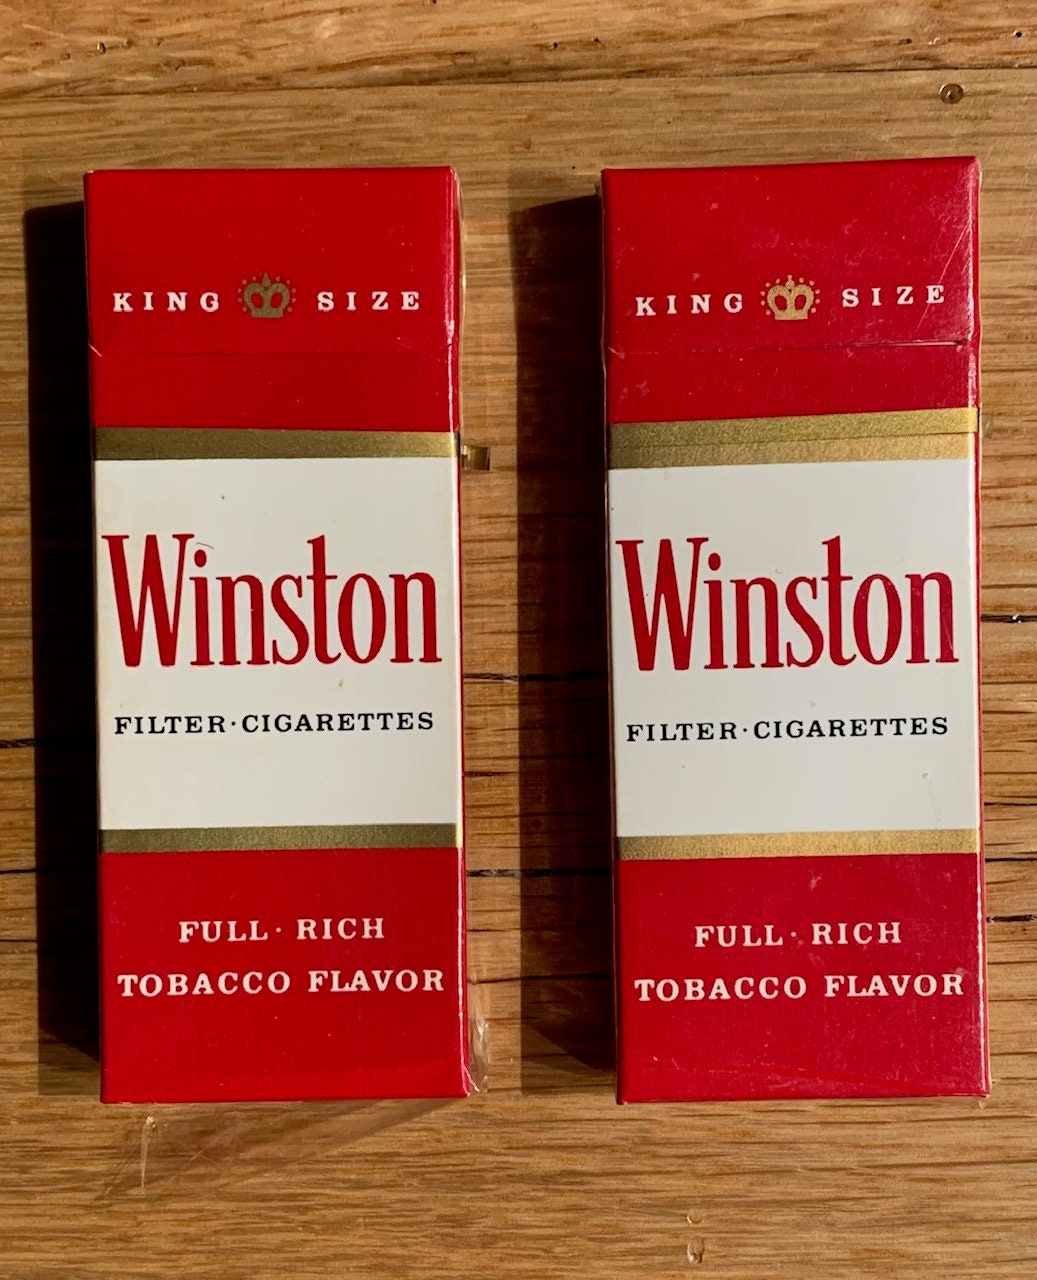 KING SIZE
Winston
FILTER·CIGARETTES
FULL·RICH
TOBACCO FLAVOR
KING SIZE
Winston
FILTER·CIGARETTES
FULL·RICH
TOBACCO FLAVOR